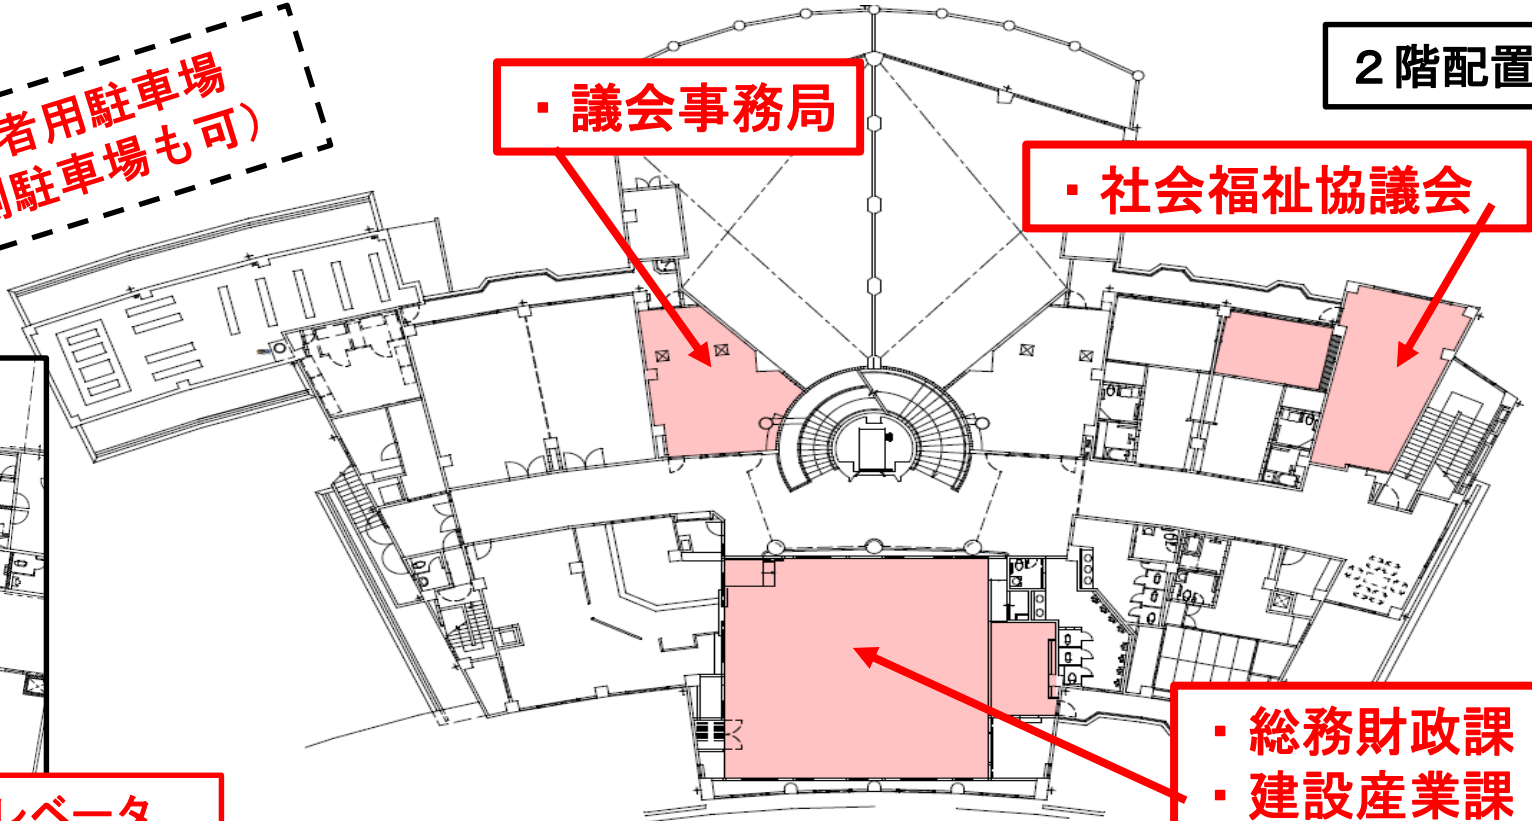 者用駐車場
駐車場も可）
２階配置
・議会事務局
・社会福祉協議会
・総務財政課
・建設産業課
ベータ